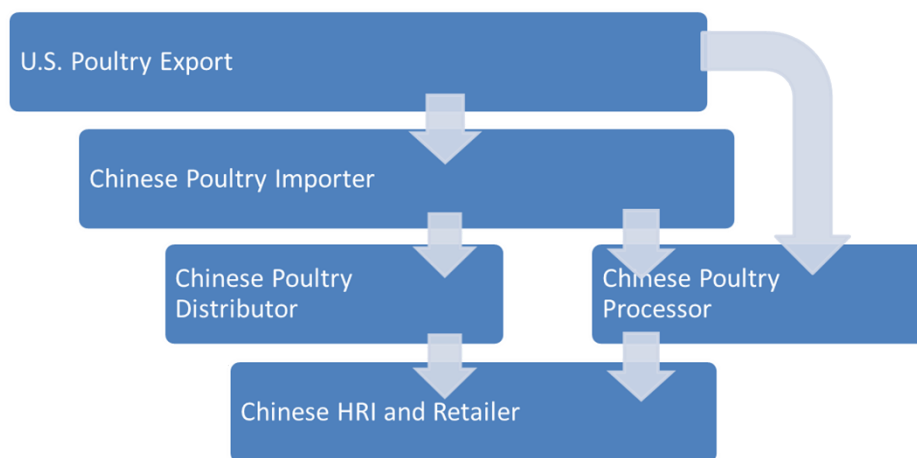 U.S. Poultry Export
Chinese Poultry Importer
Chinese Poultry
Distributor
Chinese Poultry
Processor
Chinese HRI and Retailer